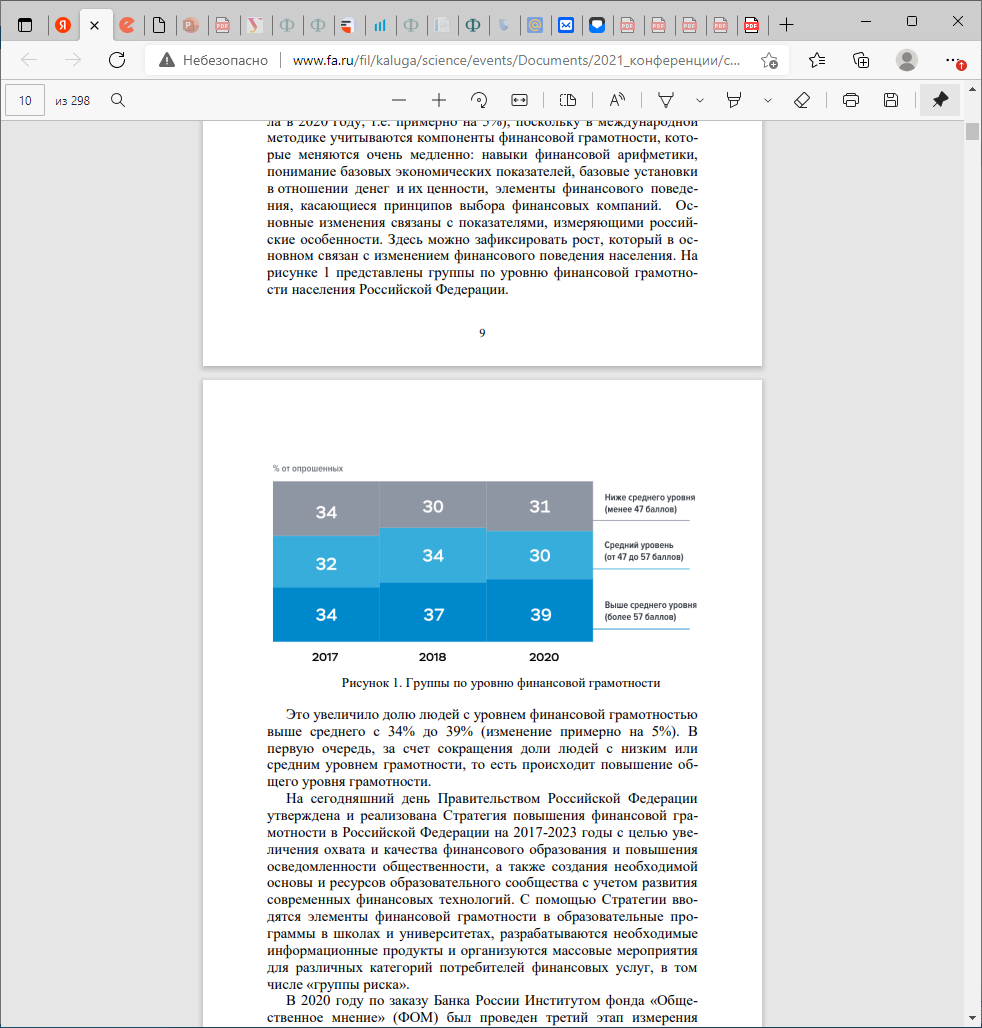 Небезопасно
www.fa.ru/fil/kaluga/science/events/Documents/2021_конференции/с...
10 из 298
ла в 2020 году, т.е. примерно на 5%), поскольку в международной
методике учитываются компоненты финансовой грамотности, кото-
рые меняются очень медленно: навыки финансовой арифметики,
понимание базовых экономических показателей, базовые установки
в отношении денег и их ценности, элементы финансового поведе-
ния, касающиеся принципов выбора финансовых компаний. Ос-
новные изменения связаны с показателями, измеряющими россий-
ские особенности. Здесь можно зафиксировать рост, который в ос-
новном связан с изменением финансового поведения населения. На
рисунке 1 представлены группы по уровню финансовой грамотно-
сти населения Российской Федерации.
9
% от опрошенных
34 30 31
Ниже среднего уровня
(менее 47 баллов)
32 34 30
Средний уровень
(от 47 до 57 баллов)
34 37 39
Выше среднего уровня
(более 57 баллов)
2017 2018 2020
Рисунок 1. Группы по уровню финансовой грамотности
Это увеличило долю людей с уровнем финансовой грамотностью
выше среднего с 34% до 39% (изменение примерно на 5%). В
первую очередь, за счет сокращения доли людей с низким или
средним уровнем грамотности, то есть происходит повышение об-
щего уровня грамотности.
На сегодняшний день Правительством Российской Федерации
утверждена и реализована Стратегия повышения финансовой гра-
мотности в Российской Федерации на 2017-2023 годы с целью уве-
личения охвата и качества финансового образования и повышения
осведомленности общественности, а также создания необходимой
основы и ресурсов образовательного сообщества с учетом развития
современных финансовых технологий. С помощью Стратегии вво-
дятся элементы финансовой грамотности в образовательные про-
граммы в школах и университетах, разрабатываются необходимые
информационные продукты и организуются массовые мероприятия
для различных категорий потребителей финансовых услуг, в том
числе «группы риска».
В 2020 году по заказу Банка России Институтом фонда «Обще-
ственное мнение» (ФОМ) был проведен третий этап измерения